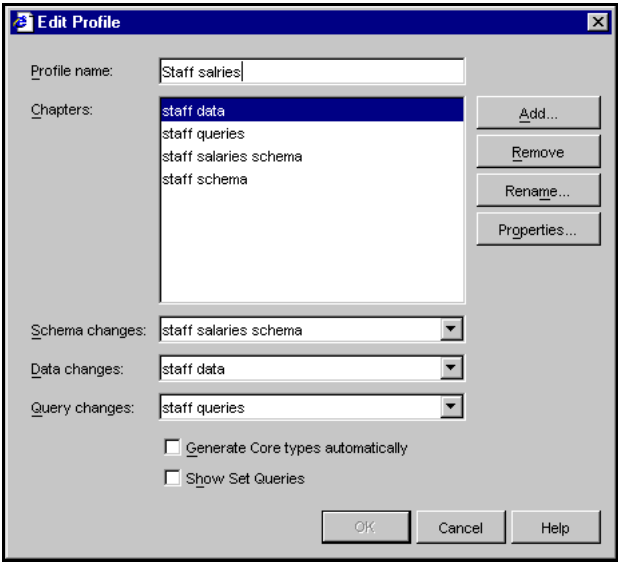 Edit Profile
Profile name: Staff salries
Chapters: staff data Add...
staff queries
Remove
staff salaries schema
staff schema
Rename...
Properties...
Schema changes: staff salaries schema
Data changes: staff data
Query changes: staff queries
Generate Core types automatically
Show Set Queries
OK Cancel Help